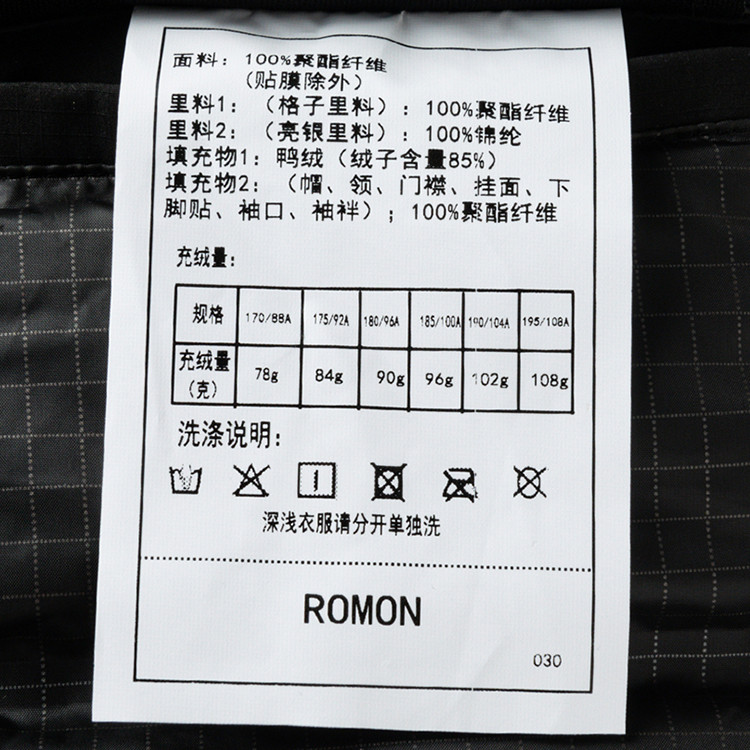 面料：100%聚酯纤维
（贴膜除外）
里料1：（格子里料）：100%聚酯纤维
里料2：（亮银里料）：100%锦纶
填充物1：鸭绒（绒子含量85%）
填充物2：（帽、领、门襟、挂面、下
脚贴、袖口、袖袢）；100%聚酯纤维
充绒量：
规格 170/88A 175/92A 180/96A 185/100A 190/104A 195/108A
充绒量（克） 78g 84g 90g 96g 102g 108g
洗涤说明：
深浅衣服请分开单独洗
ROMON
030